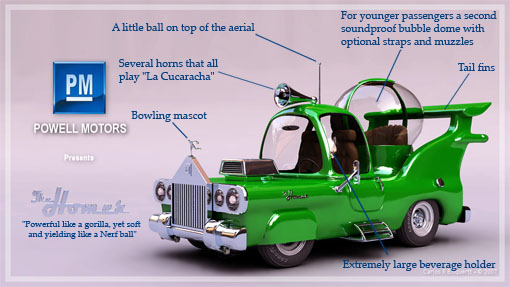 A little ball on top of the aerial
For younger passengers a second
soundproof bubble dome with
optional straps and muzzles
Several horns that all
play "La Cucaracha"
Tail fins
PM
Bowling mascot
POWELL MOTORS
Presents
The Homer
"Powerful like a gorilla, yet soft
and yielding like a Nerf ball"
The Homer
Extremely large beverage holder